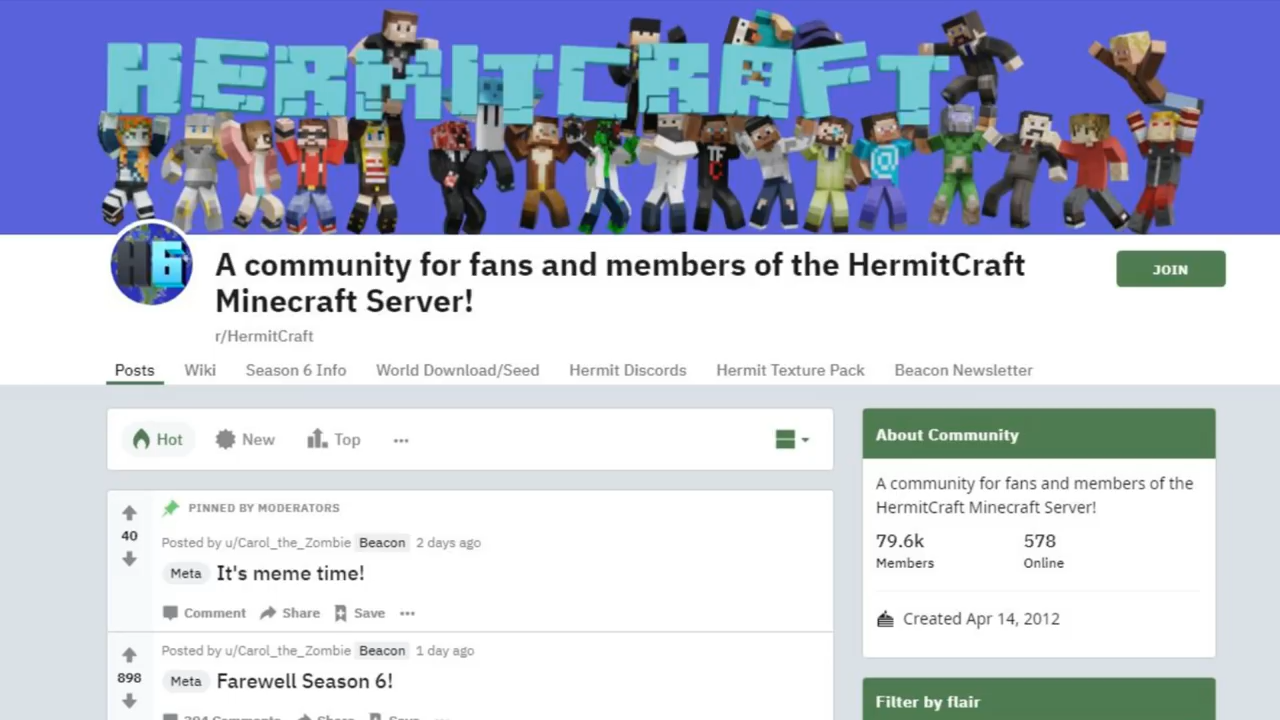 HERMITCRAFT
H6
A community for fans and members of the HermitCraft
Minecraft Server!
JOIN
r/HermitCraft
Posts Wiki Season 6 Info World Download/Seed Hermit Discords Hermit Texture Pack Beacon Newsletter
Hot New Top
PINNED BY MODERATORS
40
Posted by u/Carol_the_Zombie Beacon 2 days ago
Meta It's meme time!
Comment Share Save
Posted by u/Carol_the_Zombie Beacon 1 day ago
898
Meta Farewell Season 6!
Comments Share Save
About Community
A community for fans and members of the
HermitCraft Minecraft Server!
79.6k 578
Members Online
Created Apr 14, 2012
Filter by flair